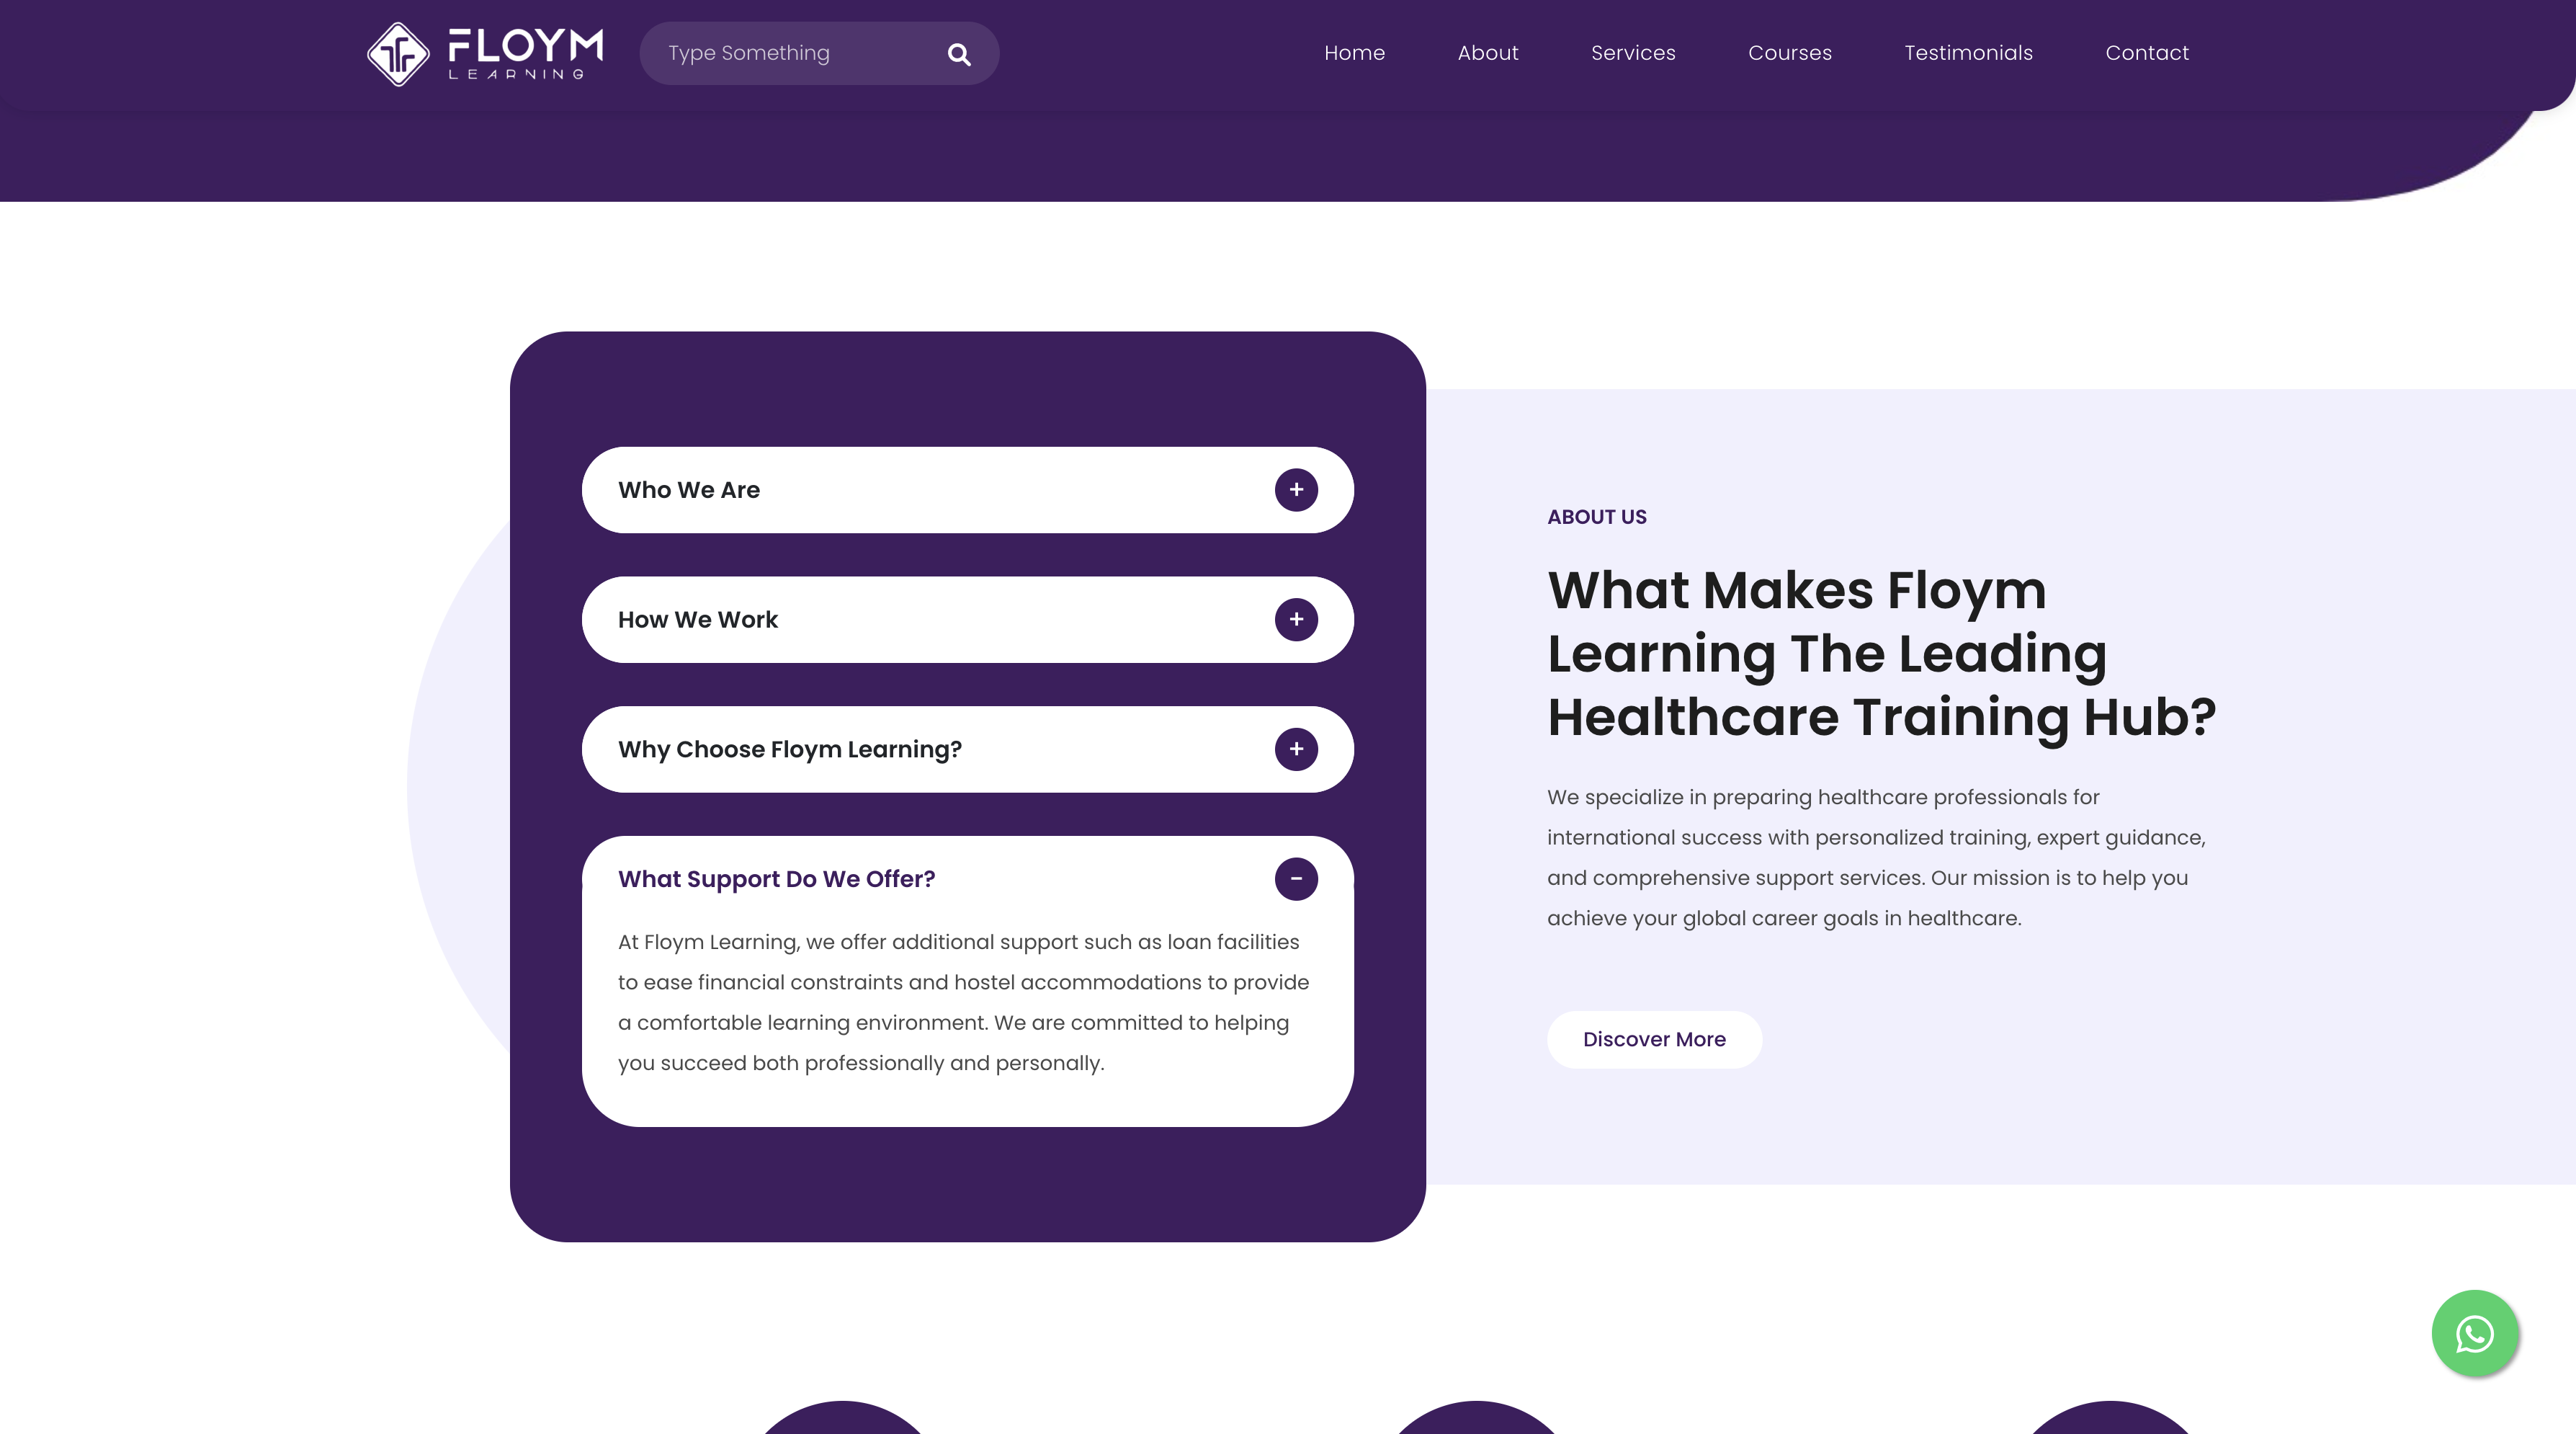 FLOYM
LEARNING
Type Something
Home
About
Services
Courses
Testimonials
Contact
Who We Are
+
How We Work
+
Why Choose Floym Learning?
+
What Support Do We Offer?
-
At Floym Learning, we offer additional support such as loan facilities
to ease financial constraints and hostel accommodations to provide
a comfortable learning environment. We are committed to helping
you succeed both professionally and personally.
ABOUT US
What Makes Floym
Learning The Leading
Healthcare Training Hub?
We specialize in preparing healthcare professionals for
international success with personalized training, expert guidance,
and comprehensive support services. Our mission is to help you
achieve your global career goals in healthcare.
Discover More